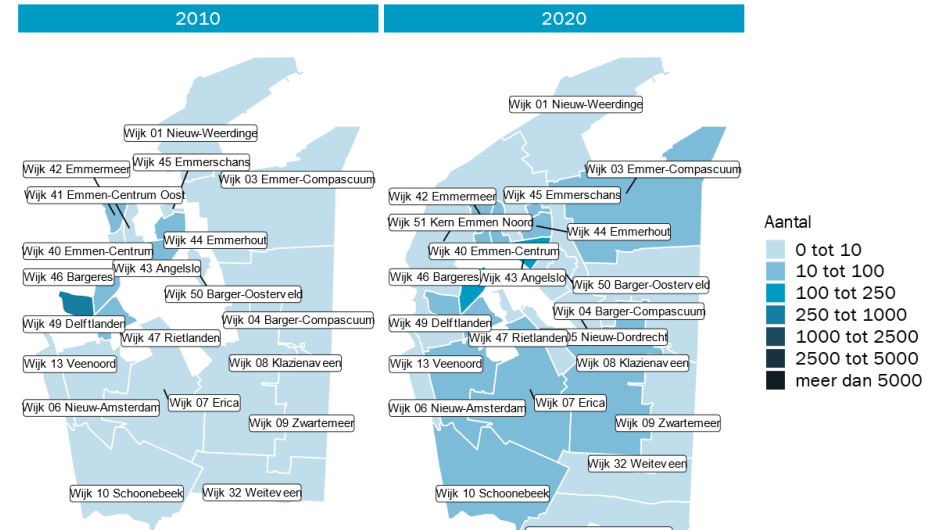 2010
2020
Wijk 01 Nieuw-Weerdinge
Wijk 42 Emmermeer
Wijk 45 Emmerschans
Wijk 03 Emmer-Compascuum
Wijk 41 Emmen-Centrum Oost
Wijk 44 Emmerhout
Wijk 40 Emmen-Centrum
Wijk 43 Angelslo
Wijk 46 Bargeres
Wijk 50 Barger-Oosterveld
Wijk 49 Delftlanden
Wijk 04 Barger-Compascuum
Wijk 47 Rietlanden
Wijk 13 Veenoord
Wijk 08 Klazienaveen
Wijk 06 Nieuw-Amsterdam
Wijk 07 Erica
Wijk 09 Zwartemeer
Wijk 10 Schoonebeek
Wijk 32 Weiteveen
Wijk 01 Nieuw-Weerdinge
Wijk 03 Emmer-Compascuum
Wijk 42 Emmermeer
Wijk 45 Emmerschans
Wijk 51 Kern Emmen Noord
Wijk 44 Emmerhout
Wijk 40 Emmen-Centrum
Wijk 46 Bargeres
Wijk 43 Angelslo
Wijk 50 Barger-Oosterveld
Wijk 04 Barger-Compascuum
Wijk 49 Delftlanden
Wijk 47 Rietlanden
05 Nieuw-Dordrecht
Wijk 13 Veenoord
Wijk 08 Klazienaveen
Wijk 06 Nieuw-Amsterdam
Wijk 07 Erica
Wijk 09 Zwartemeer
Wijk 32 Weiteveen
Wijk 10 Schoonebeek
Aantal
0 tot 10
10 tot 100
100 tot 250
250 tot 1000
1000 tot 2500
2500 tot 5000
meer dan 5000